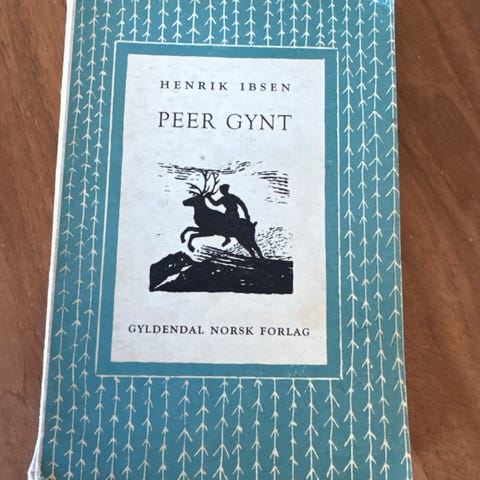 HENRIK IBSEN
PEER GYNT
GYLDENDAL NORSK FORLAG